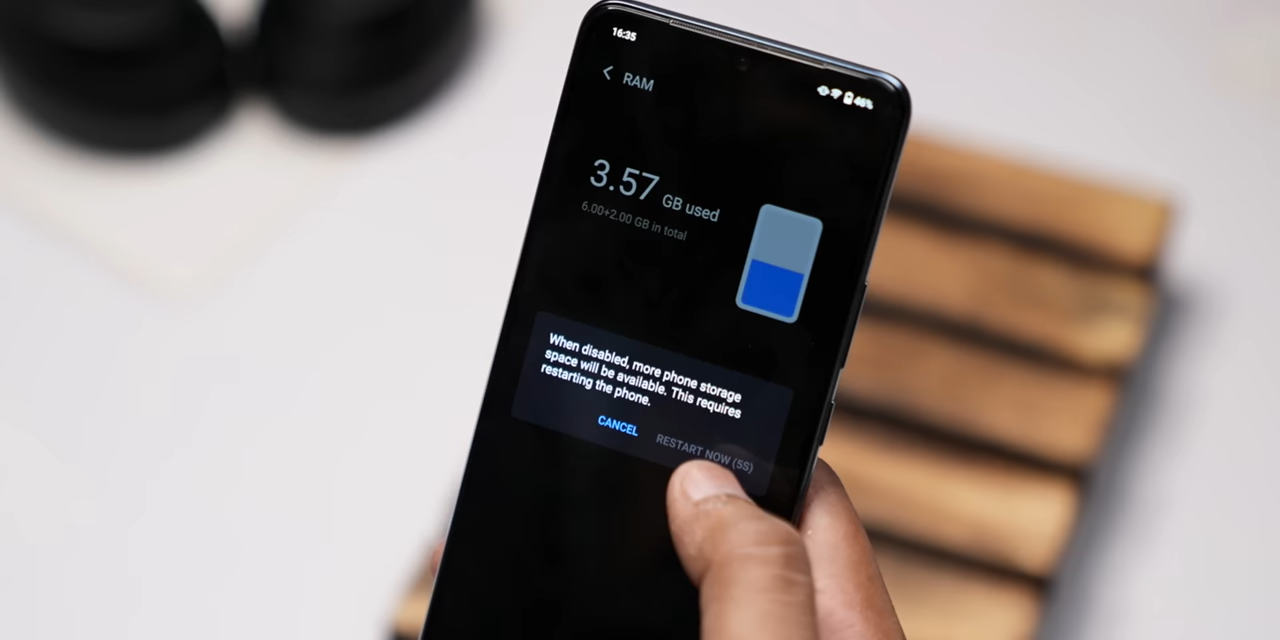 16:35
46%
RAM
3.57 GB used
6.00+2.00 GB in total
When disabled, more phone storage
space will be available. This requires
restarting the phone.
CANCEL
RESTART NOW (5S)